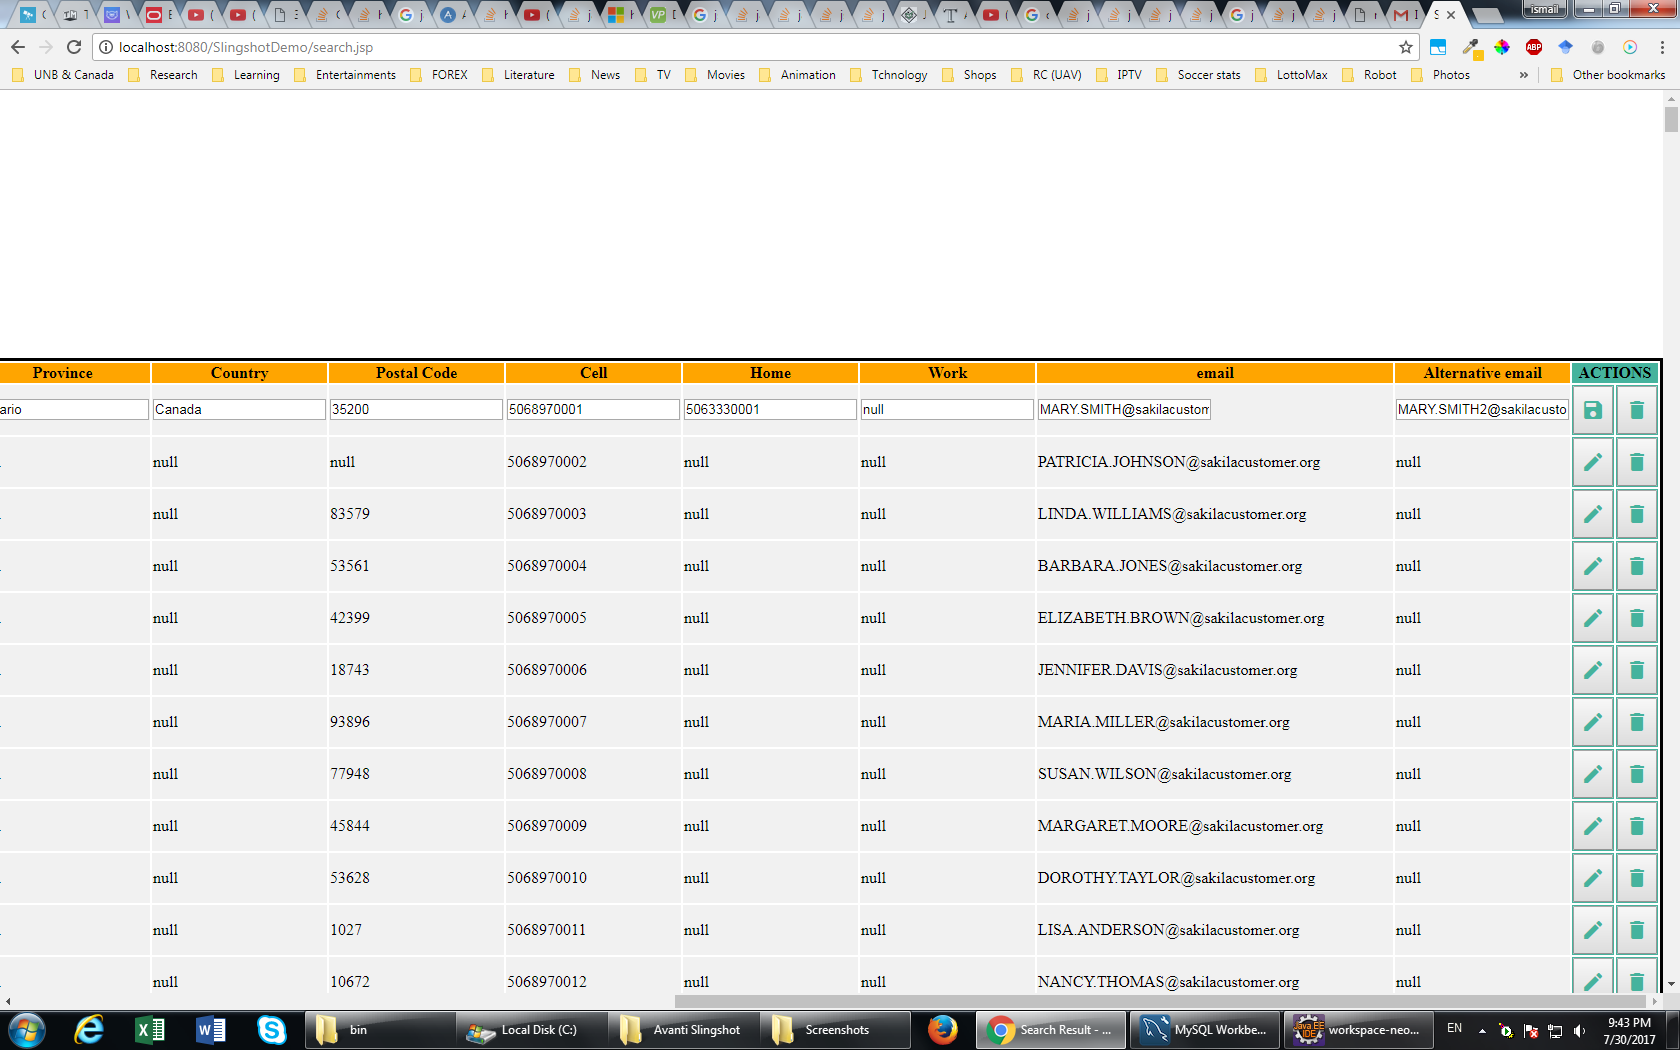 ismail
localhost:8080/SlingshotDemo/search.jsp
UNB & Canada Research Learning Entertainments FOREX Literature News TV Movies Animation Tchnology Shops RC (UAV) IPTV Soccer stats LottoMax Robot Photos » Other bookmarks
Province Country Postal Code Cell Home Work email Alternative email ACTIONS
ario Canada 35200 5068970001 5063330001 null MARY.SMITH@sakilacustom MARY.SMITH2@sakilacusto
null null 5068970002 null null PATRICIA.JOHNSON@sakilacustomer.org null
null 83579 5068970003 null null LINDA.WILLIAMS@sakilacustomer.org null
null 53561 5068970004 null null BARBARA.JONES@sakilacustomer.org null
null 42399 5068970005 null null ELIZABETH.BROWN@sakilacustomer.org null
null 18743 5068970006 null null JENNIFER.DAVIS@sakilacustomer.org null
null 93896 5068970007 null null MARIA.MILLER@sakilacustomer.org null
null 77948 5068970008 null null SUSAN.WILSON@sakilacustomer.org null
null 45844 5068970009 null null MARGARET.MOORE@sakilacustomer.org null
null 53628 5068970010 null null DOROTHY.TAYLOR@sakilacustomer.org null
null 1027 5068970011 null null LISA.ANDERSON@sakilacustomer.org null
null 10672 5068970012 null null NANCY.THOMAS@sakilacustomer.org null
bin Local Disk (C:) Avanti Slingshot Screenshots Search Result - ... MySQL Workbe... workspace-neo... EN 9:43 PM
7/30/2017